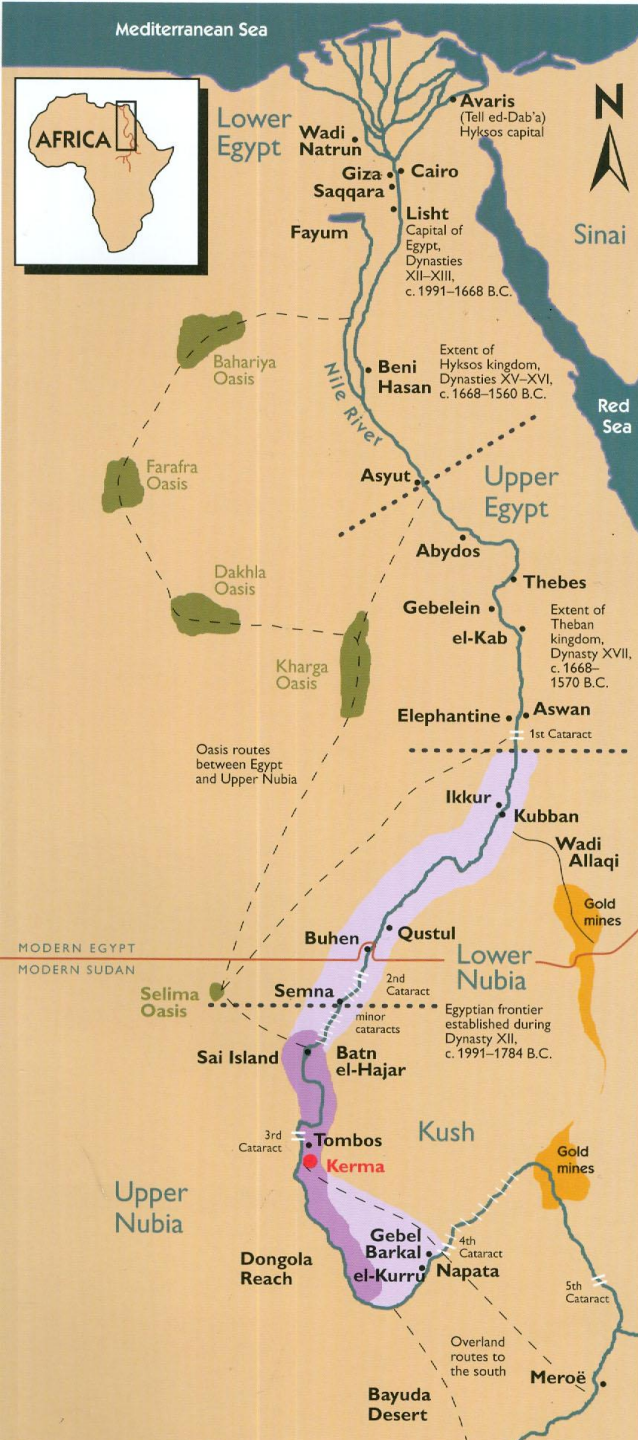 Mediterranean Sea
AFRICA
N
Lower
Egypt
Avaris
(Tell ed-Dab'a)
Hyksos capital
Wadi
Natrun
Giza
Cairo
Saqqara
Lisht
Capital of
Egypt,
Dynasties
XII–XIII,
c. 1991–1668 B.C.
Fayum
Sinai
Bahariya
Oasis
Nile River
Beni
Hasan
Extent of
Hyksos kingdom,
Dynasties XV–XVI,
c. 1668–1560 B.C.
Red
Sea
Farafra
Oasis
Asyut
Upper
Egypt
Abydos
Dakhla
Oasis
Thebes
Gebelein
el-Kab
Extent of
Theban
kingdom,
Dynasty XVII,
c. 1668–
1570 B.C.
Kharga
Oasis
Elephantine
Aswan
1st Cataract
Oasis routes
between Egypt
and Upper Nubia
Ikkur
Kubban
Wadi
Allaqi
Gold
mines
Buhen
Qustul
MODERN EGYPT
MODERN SUDAN
Lower
Nubia
2nd
Cataract
Selima
Oasis
Semna
minor
cataracts
Egyptian frontier
established during
Dynasty XII,
c. 1991–1784 B.C.
Sai Island
Batn
el-Hajar
3rd
Cataract
Tombos
Kush
Kerma
Gold
mines
Upper
Nubia
Gebel
Barkal
4th
Cataract
Dongola
Reach
el-Kurru
Napata
5th
Cataract
Overland
routes to
the south
Meroë
Bayuda
Desert